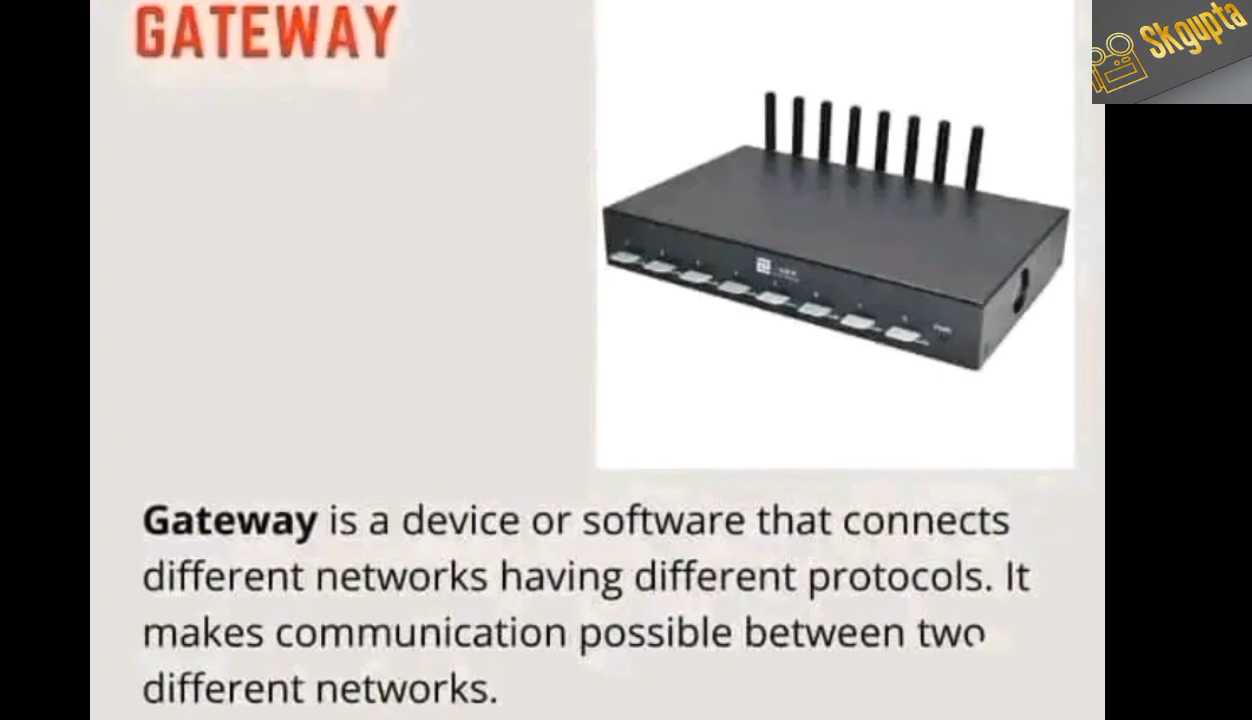 GATEWAY
Skgupta
Gateway is a device or software that connects
different networks having different protocols. It
makes communication possible between two
different networks.